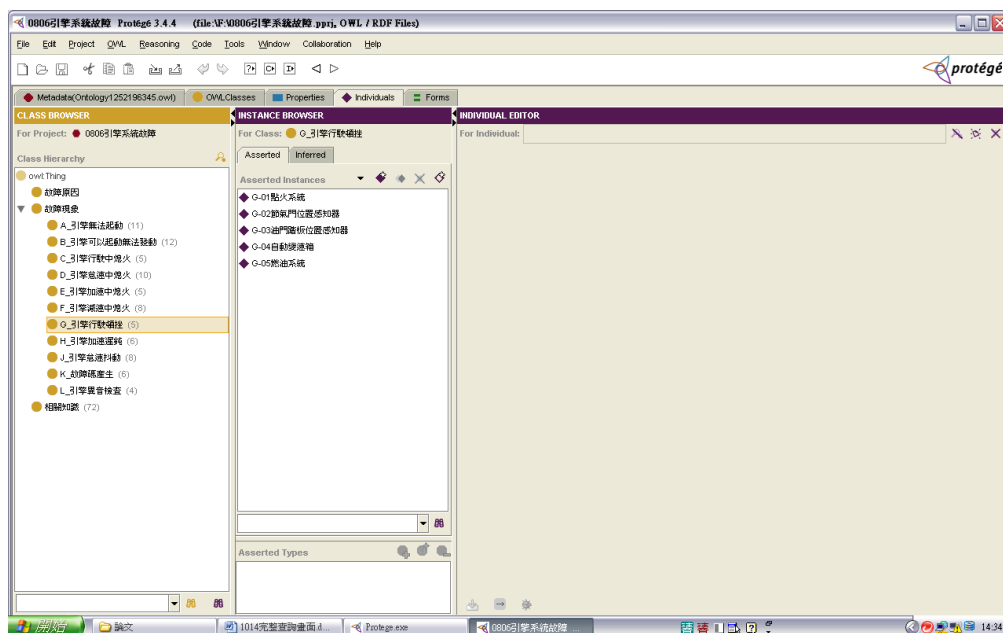 0806引擎系統故障 Protégé 3.4.4 (file:\F:\0806引擎系統故障.pprj, OWL / RDF Files)
File Edit Project OWL Reasoning Code Tools Window Collaboration Help
protégé
Metadata(Ontology1252196345.owl) OWLClasses Properties Individuals Forms
CLASS BROWSER
For Project: 0806引擎系統故障
Class Hierarchy
owl:Thing
故障原因
故障現象
A_引擎無法起動 (11)
B_引擎可以起動無法發動 (12)
C_引擎行駛中熄火 (5)
D_引擎怠速中熄火 (10)
E_引擎加速中熄火 (5)
F_引擎減速中熄火 (8)
G_引擎行駛頓挫 (5)
H_引擎加速遲鈍 (6)
J_引擎怠速抖動 (8)
K_故障碼產生 (6)
L_引擎異音檢查 (4)
相關知識 (72)
INSTANCE BROWSER
For Class: G_引擎行駛頓挫
Asserted Inferred
Asserted Instances
G-01點火系統
G-02節氣門位置感知器
G-03油門踏板位置感知器
G-04自動變速箱
G-05燃油系統
Asserted Types
INDIVIDUAL EDITOR
For Individual:
開始 論文 1014完整查詢畫面.d... Protege.exe 0806引擎系統故障 ... 14:34